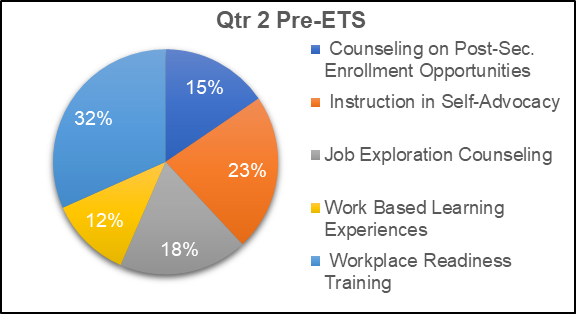 Qtr 2 Pre-ETS
15%
23%
18%
12%
32%
Counseling on Post-Sec.
Enrollment Opportunities
Instruction in Self-Advocacy
Job Exploration Counseling
Work Based Learning
Experiences
Workplace Readiness
Training